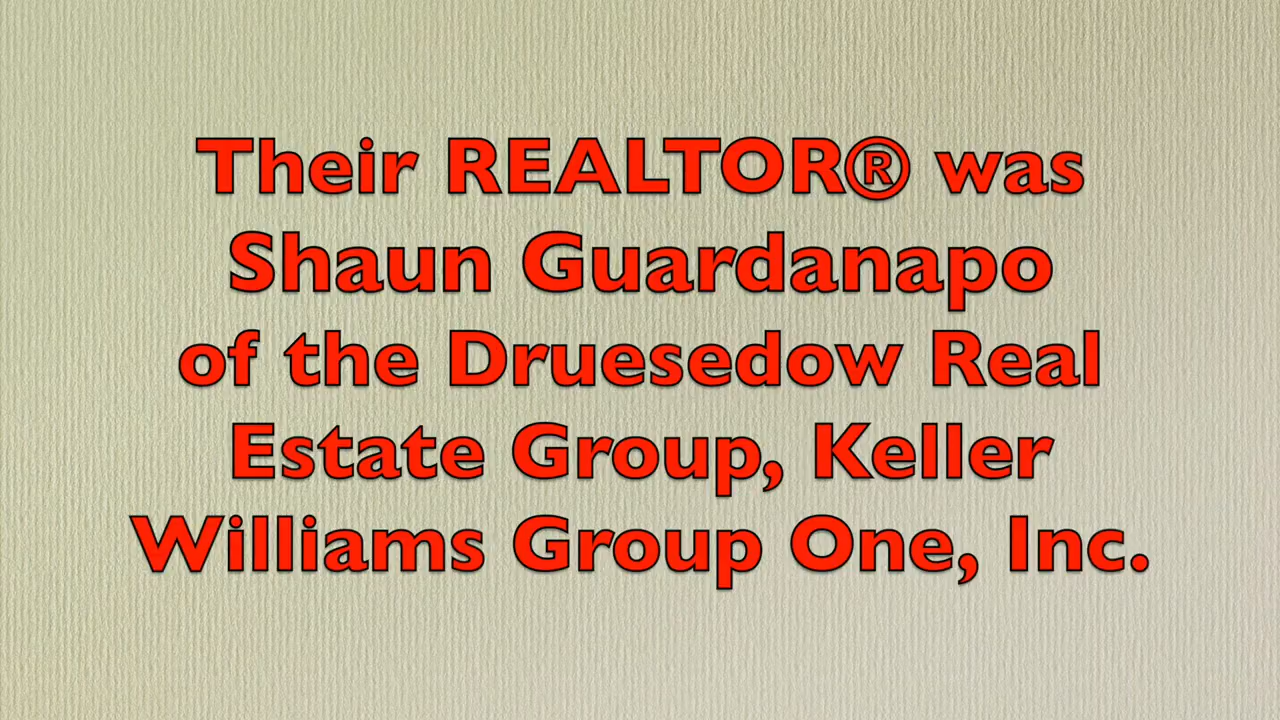 Their REALTOR® was
Shaun Guardanapo
of the Druesedow Real
Estate Group, Keller
Williams Group One, Inc.